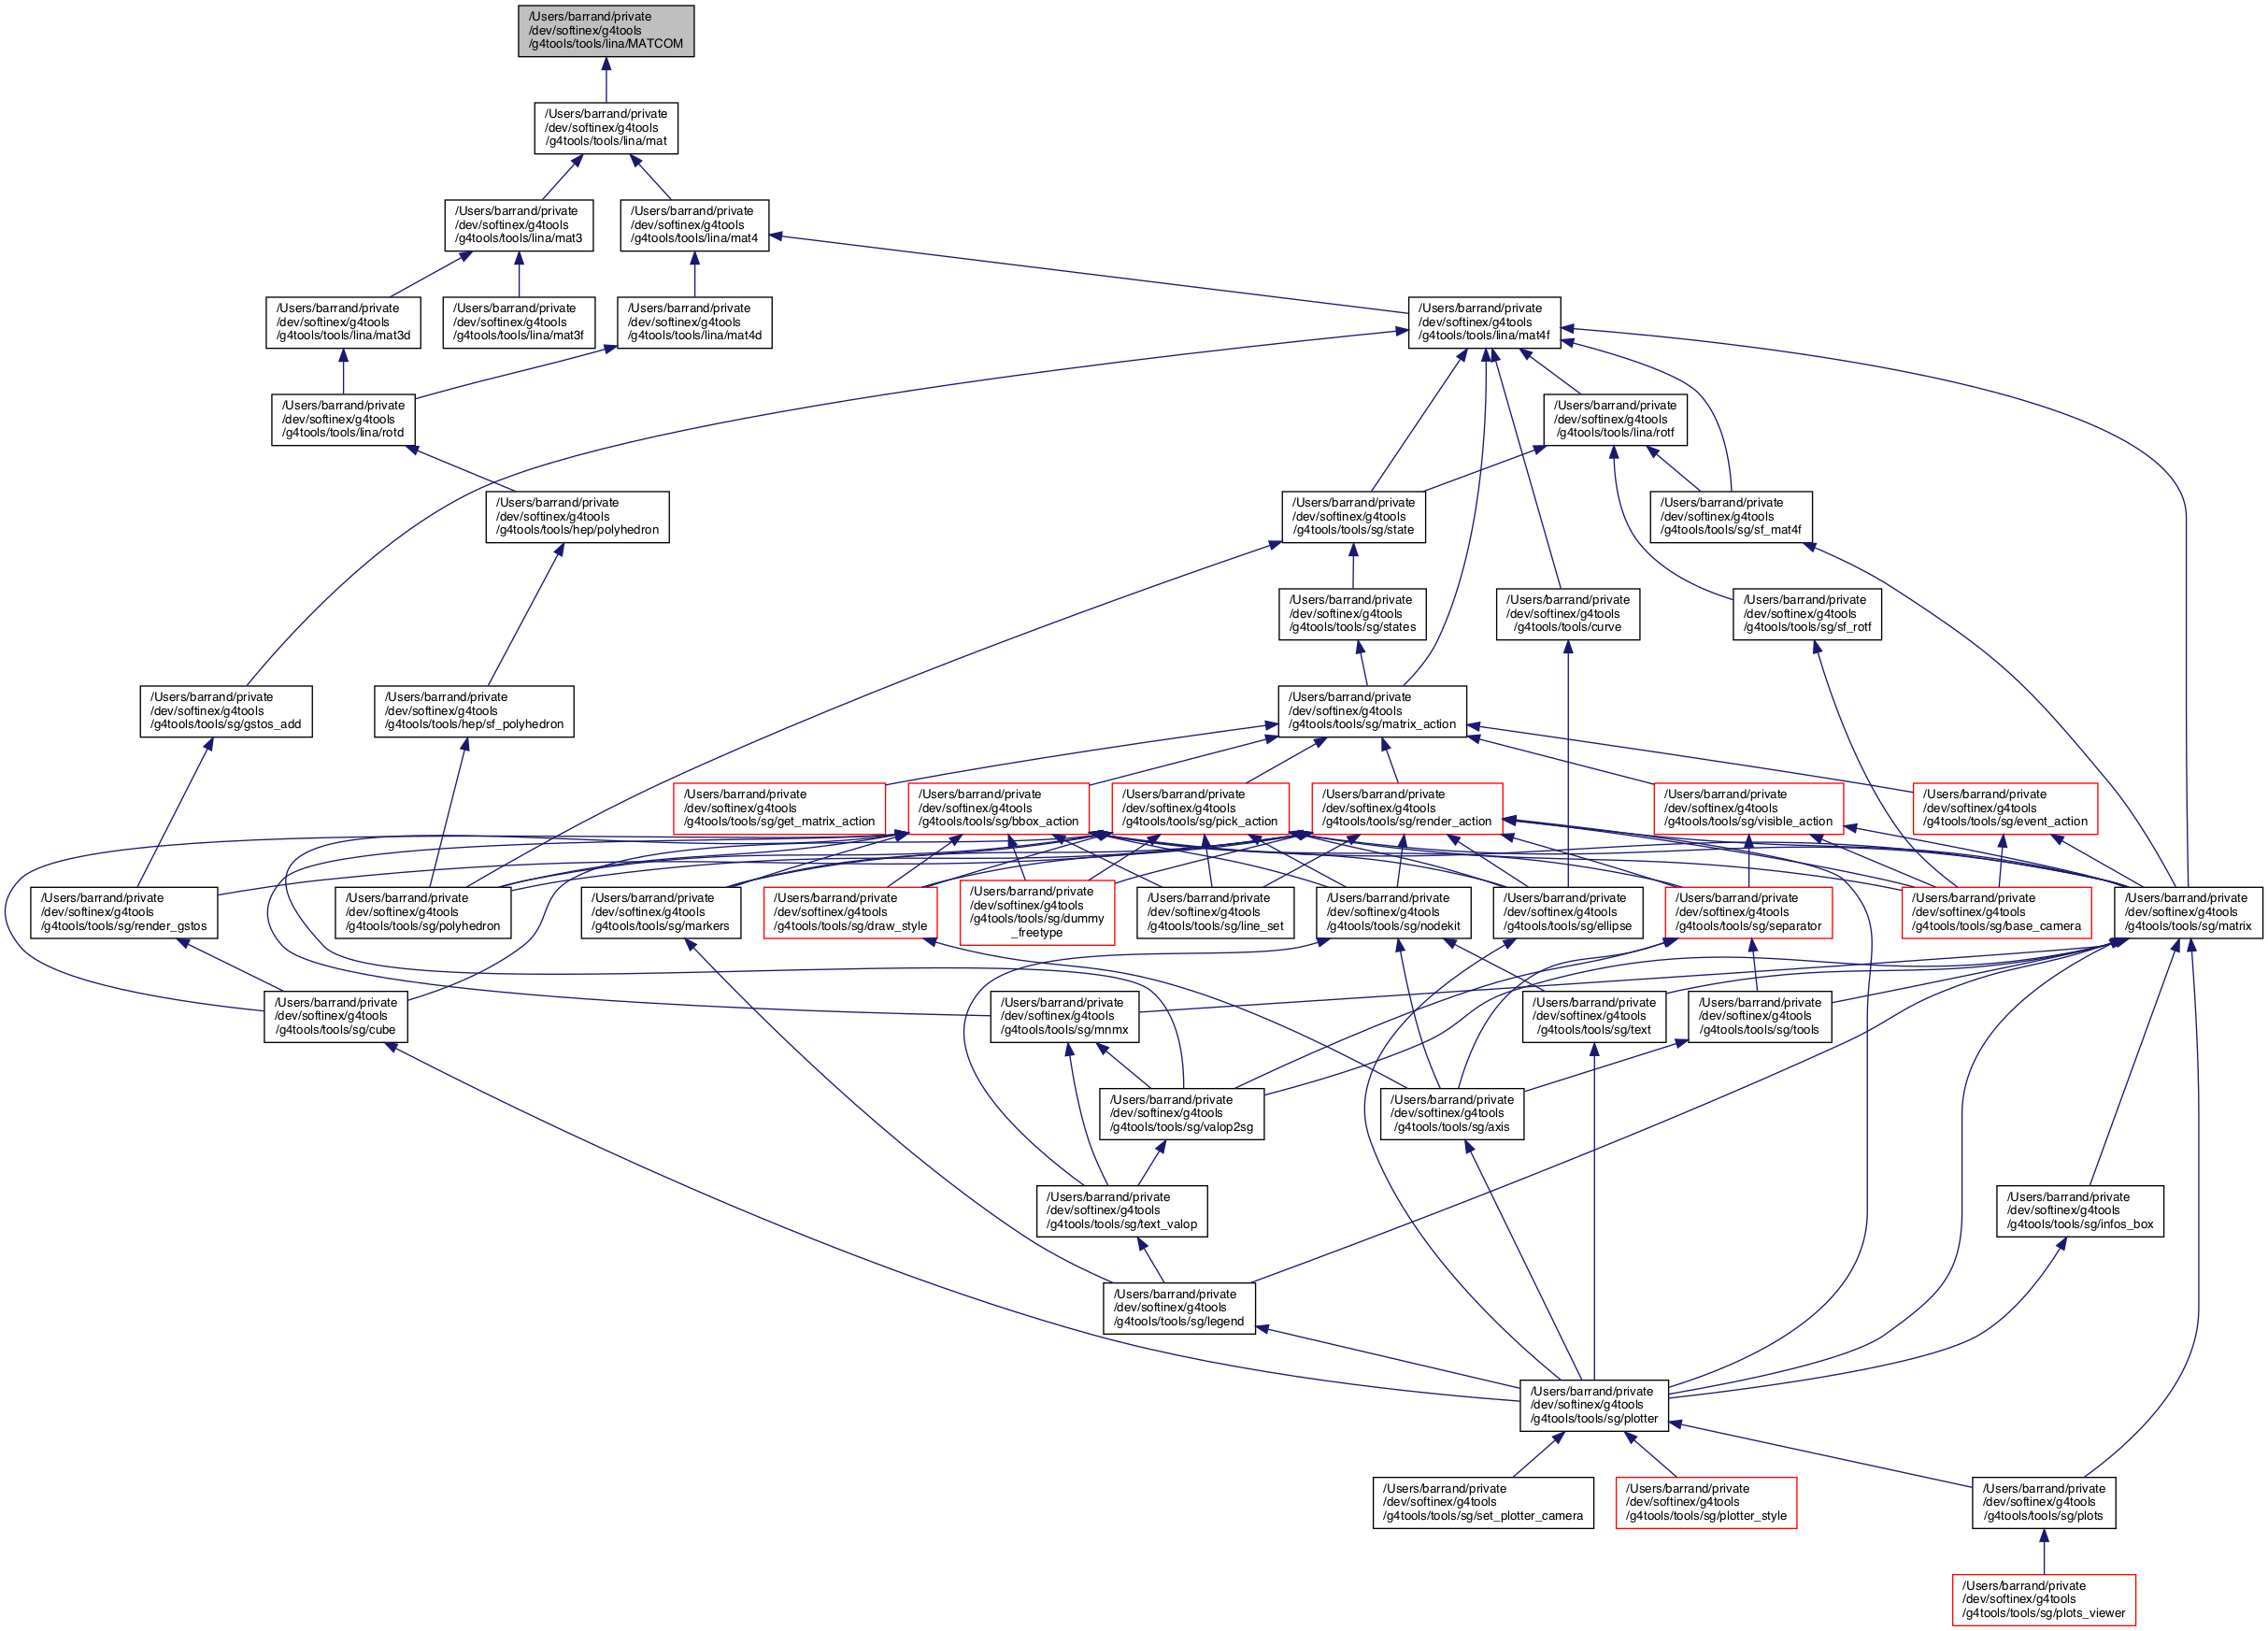 /Users/barrand/private
/dev/softinex/g4tools
/g4tools/tools/lina/MATCOM
/Users/barrand/private
/dev/softinex/g4tools
/g4tools/tools/lina/mat
/Users/barrand/private
/dev/softinex/g4tools
/g4tools/tools/lina/mat3
/Users/barrand/private
/dev/softinex/g4tools
/g4tools/tools/lina/mat4
/Users/barrand/private
/dev/softinex/g4tools
/g4tools/tools/lina/mat3d
/Users/barrand/private
/dev/softinex/g4tools
/g4tools/tools/lina/mat3f
/Users/barrand/private
/dev/softinex/g4tools
/g4tools/tools/lina/mat4d
/Users/barrand/private
/dev/softinex/g4tools
/g4tools/tools/lina/mat4f
/Users/barrand/private
/dev/softinex/g4tools
/g4tools/tools/lina/rotd
/Users/barrand/private
/dev/softinex/g4tools
/g4tools/tools/lina/rotf
/Users/barrand/private
/dev/softinex/g4tools
/g4tools/tools/hep/polyhedron
/Users/barrand/private
/dev/softinex/g4tools
/g4tools/tools/sg/state
/Users/barrand/private
/dev/softinex/g4tools
/g4tools/tools/sg/sf_mat4f
/Users/barrand/private
/dev/softinex/g4tools
/g4tools/tools/sg/states
/Users/barrand/private
/dev/softinex/g4tools
/g4tools/tools/curve
/Users/barrand/private
/dev/softinex/g4tools
/g4tools/tools/sg/sf_rotf
/Users/barrand/private
/dev/softinex/g4tools
/g4tools/tools/sg/gstos_add
/Users/barrand/private
/dev/softinex/g4tools
/g4tools/tools/hep/sf_polyhedron
/Users/barrand/private
/dev/softinex/g4tools
/g4tools/tools/sg/matrix_action
/Users/barrand/private
/dev/softinex/g4tools
/g4tools/tools/sg/get_matrix_action
/Users/barrand/private
/dev/softinex/g4tools
/g4tools/tools/sg/bbox_action
/Users/barrand/private
/dev/softinex/g4tools
/g4tools/tools/sg/pick_action
/Users/barrand/private
/dev/softinex/g4tools
/g4tools/tools/sg/render_action
/Users/barrand/private
/dev/softinex/g4tools
/g4tools/tools/sg/visible_action
/Users/barrand/private
/dev/softinex/g4tools
/g4tools/tools/sg/event_action
/Users/barrand/private
/dev/softinex/g4tools
/g4tools/tools/sg/render_gstos
/Users/barrand/private
/dev/softinex/g4tools
/g4tools/tools/sg/polyhedron
/Users/barrand/private
/dev/softinex/g4tools
/g4tools/tools/sg/markers
/Users/barrand/private
/dev/softinex/g4tools
/g4tools/tools/sg/draw_style
/Users/barrand/private
/dev/softinex/g4tools
/g4tools/tools/sg/dummy
_freetype
/Users/barrand/private
/dev/softinex/g4tools
/g4tools/tools/sg/line_set
/Users/barrand/private
/dev/softinex/g4tools
/g4tools/tools/sg/nodekit
/Users/barrand/private
/dev/softinex/g4tools
/g4tools/tools/sg/ellipse
/Users/barrand/private
/dev/softinex/g4tools
/g4tools/tools/sg/separator
/Users/barrand/private
/dev/softinex/g4tools
/g4tools/tools/sg/base_camera
/Users/barrand/private
/dev/softinex/g4tools
/g4tools/tools/sg/matrix
/Users/barrand/private
/dev/softinex/g4tools
/g4tools/tools/sg/cube
/Users/barrand/private
/dev/softinex/g4tools
/g4tools/tools/sg/mnmx
/Users/barrand/private
/dev/softinex/g4tools
/g4tools/tools/sg/text
/Users/barrand/private
/dev/softinex/g4tools
/g4tools/tools/sg/tools
/Users/barrand/private
/dev/softinex/g4tools
/g4tools/tools/sg/valop2sg
/Users/barrand/private
/dev/softinex/g4tools
/g4tools/tools/sg/axis
/Users/barrand/private
/dev/softinex/g4tools
/g4tools/tools/sg/text_valop
/Users/barrand/private
/dev/softinex/g4tools
/g4tools/tools/sg/infos_box
/Users/barrand/private
/dev/softinex/g4tools
/g4tools/tools/sg/legend
/Users/barrand/private
/dev/softinex/g4tools
/g4tools/tools/sg/plotter
/Users/barrand/private
/dev/softinex/g4tools
/g4tools/tools/sg/set_plotter_camera
/Users/barrand/private
/dev/softinex/g4tools
/g4tools/tools/sg/plotter_style
/Users/barrand/private
/dev/softinex/g4tools
/g4tools/tools/sg/plots
/Users/barrand/private
/dev/softinex/g4tools
/g4tools/tools/sg/plots_viewer